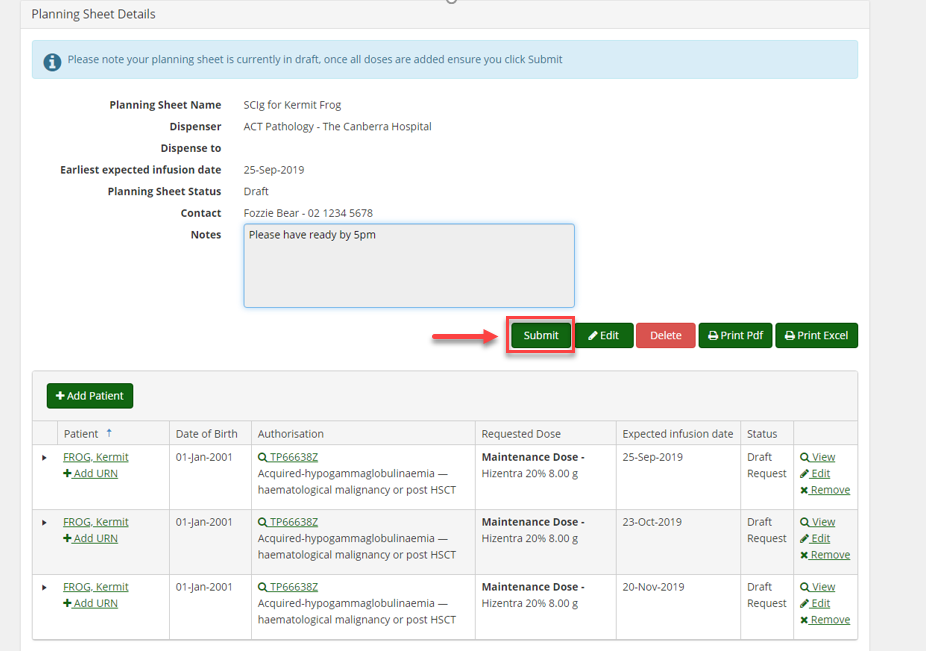 Planning Sheet Details
Please note your planning sheet is currently in draft, once all doses are added ensure you click Submit
Planning Sheet Name SCIg for Kermit Frog
Dispenser ACT Pathology - The Canberra Hospital
Dispense to
Earliest expected infusion date 25-Sep-2019
Planning Sheet Status Draft
Contact Fozzie Bear - 02 1234 5678
Notes Please have ready by 5pm
Submit Edit Delete Print Pdf Print Excel
Add Patient
Patient Date of Birth Authorisation Requested Dose Expected infusion date Status
FROG, Kermit 01-Jan-2001 TP66638Z Maintenance Dose - 25-Sep-2019 Draft View
Add URN Acquired-hypogammaglobulinaemia — Hizentra 20% 8.00 g Request Edit
haematological malignancy or post HSCT Remove
FROG, Kermit 01-Jan-2001 TP66638Z Maintenance Dose - 23-Oct-2019 Draft View
Add URN Acquired-hypogammaglobulinaemia — Hizentra 20% 8.00 g Request Edit
haematological malignancy or post HSCT Remove
FROG, Kermit 01-Jan-2001 TP66638Z Maintenance Dose - 20-Nov-2019 Draft View
Add URN Acquired-hypogammaglobulinaemia — Hizentra 20% 8.00 g Request Edit
haematological malignancy or post HSCT Remove